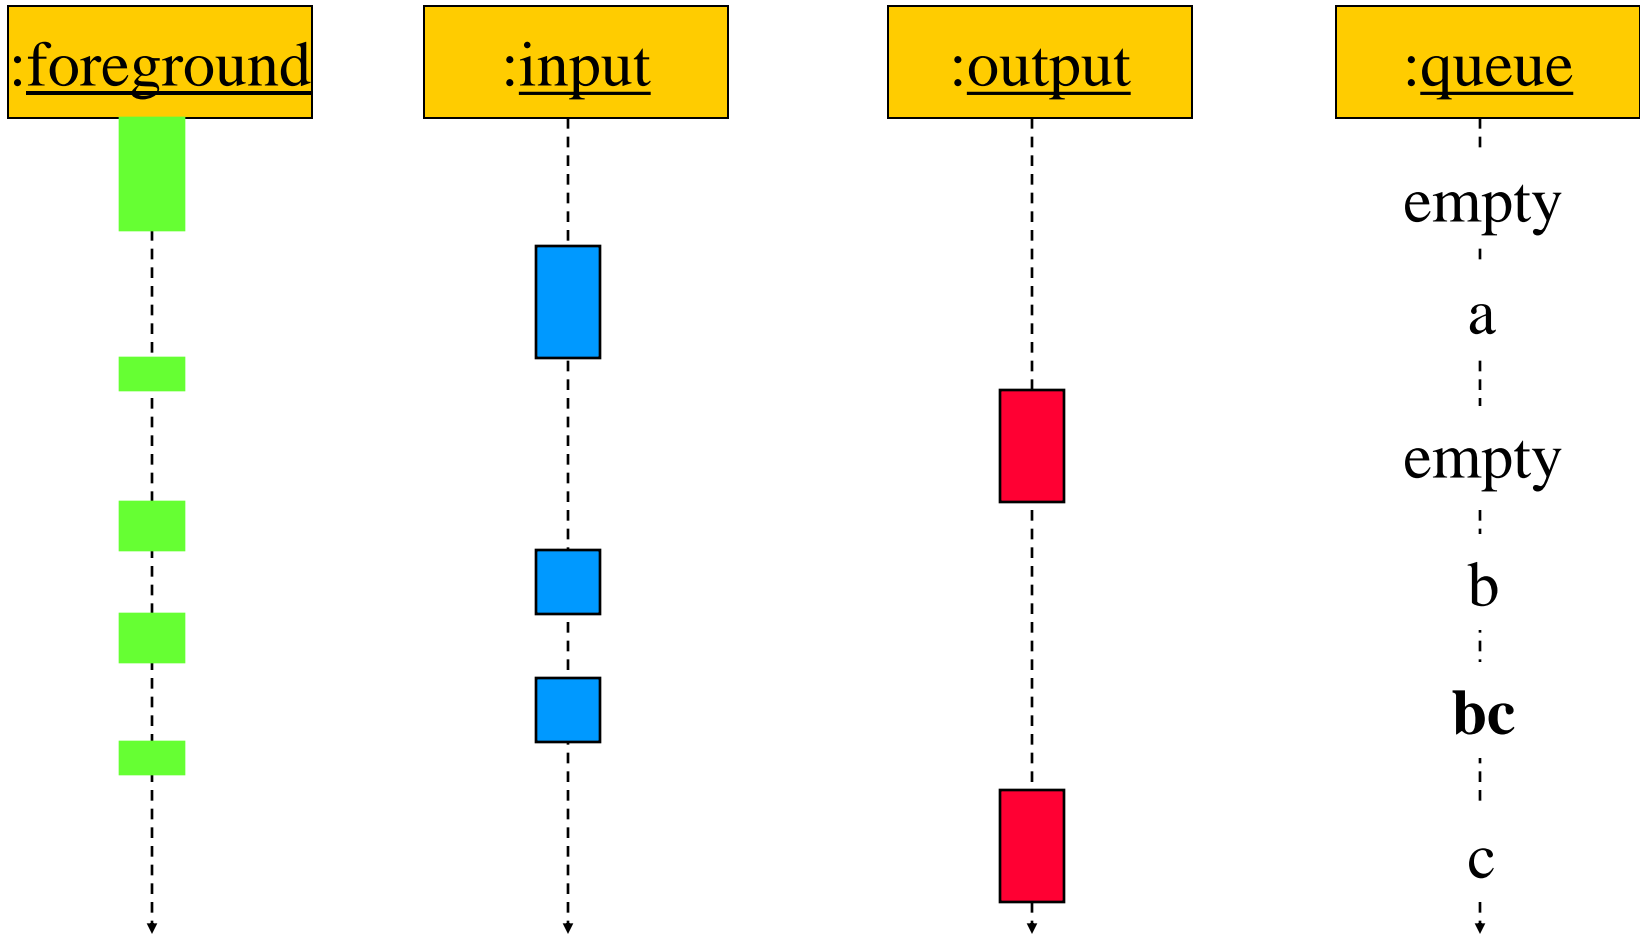 :foreground
:input
:output
:queue
empty
a
empty
b
bc
c